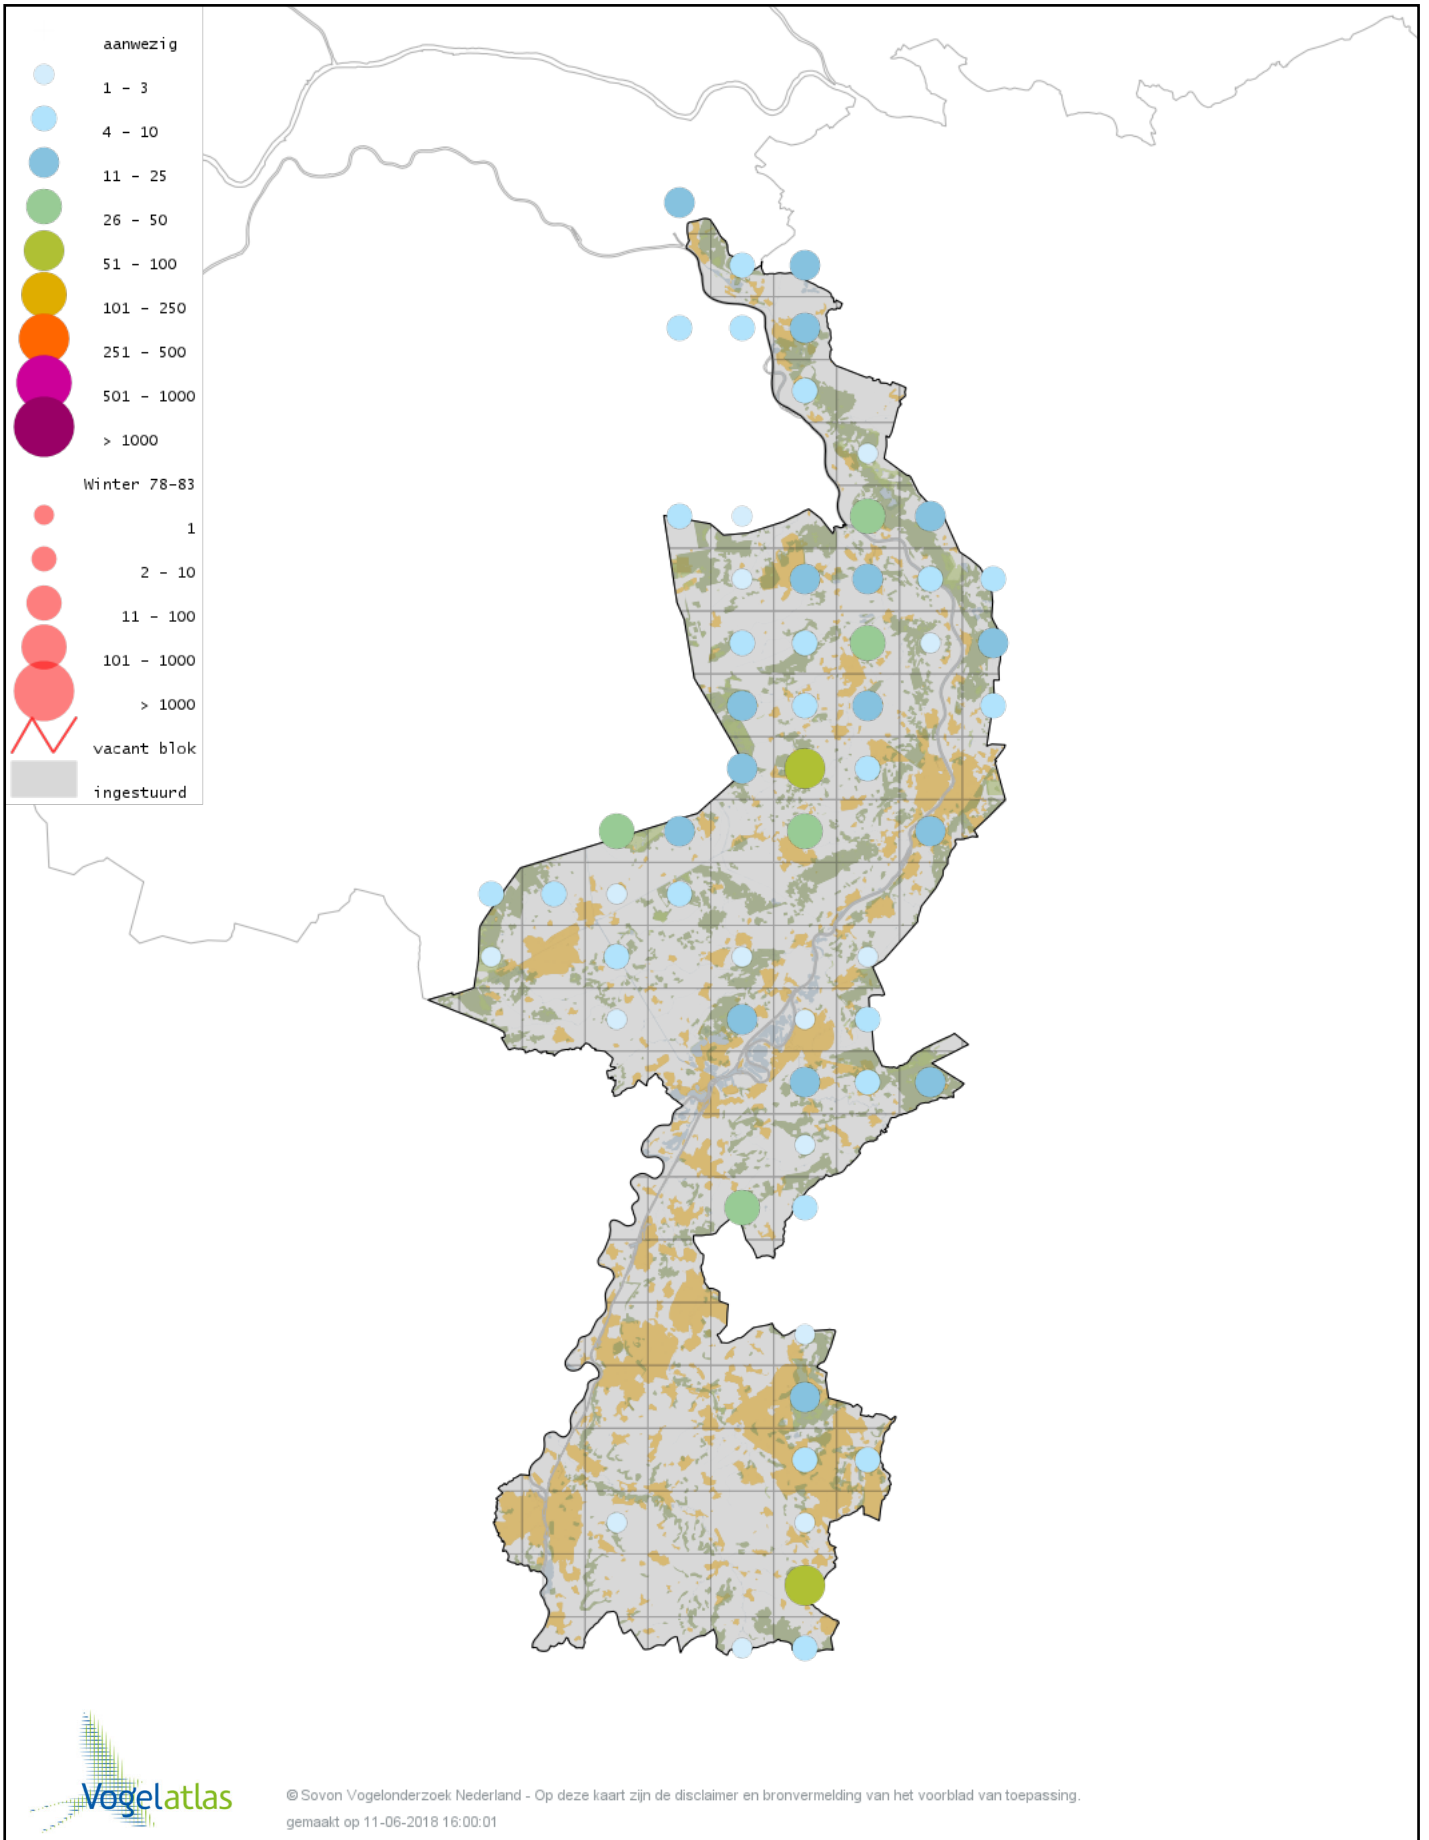 aanwezig
1 - 3
4 - 10
11 - 25
26 - 50
51 - 100
101 - 250
251 - 500
501 - 1000
> 1000
Winter 78-83
1
2 - 10
11 - 100
101 - 1000
> 1000
vacant blok
ingestuurd
Vogelatlas
© Sovon Vogelonderzoek Nederland - Op deze kaart zijn de disclaimer en bronvermelding van het voorblad van toepassing.
gemaakt op 11-06-2018 16:00:01